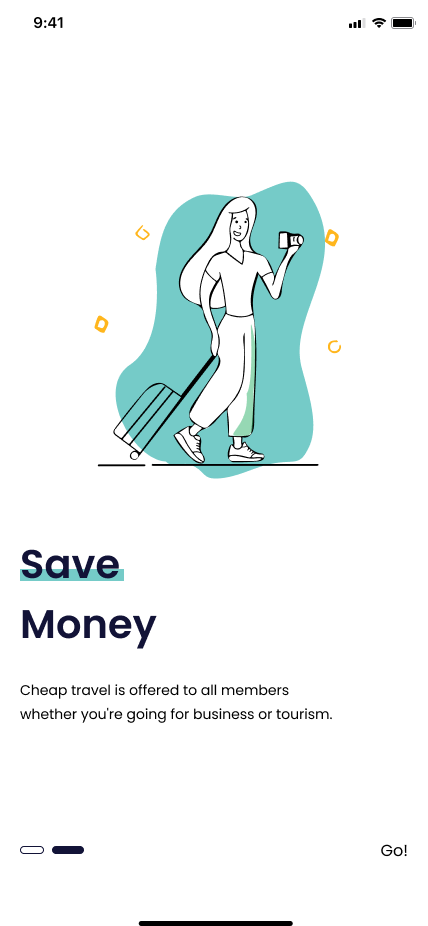 9:41
Save
Money
Cheap travel is offered to all members
whether you're going for business or tourism.
Go!